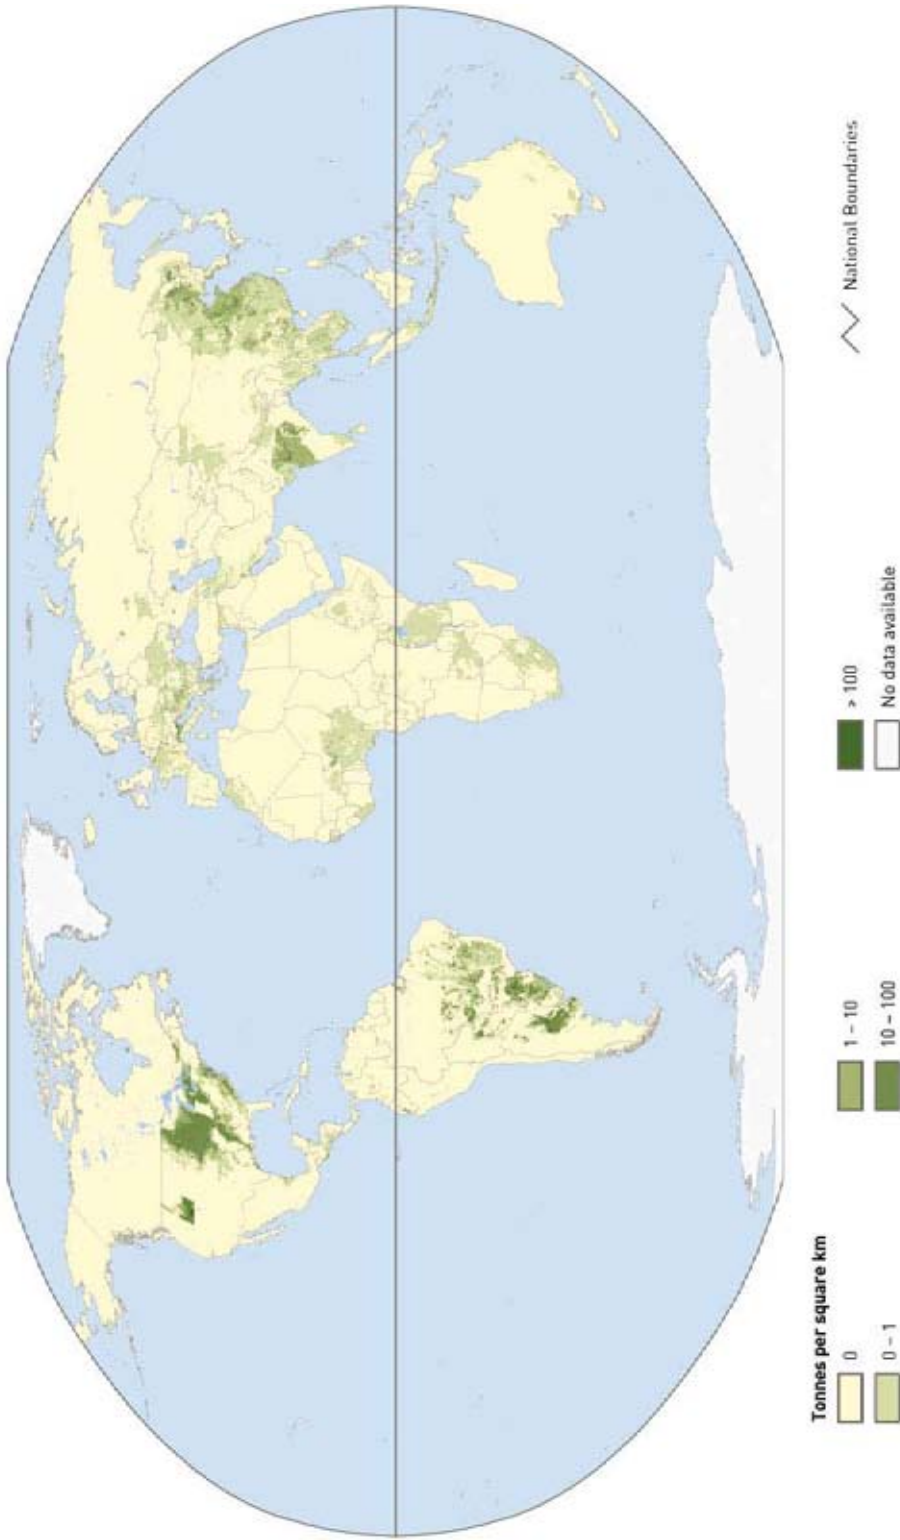 Tonnes per square km
0
0 – 1
1 – 10
10 – 100
> 100
No data available
National Boundaries